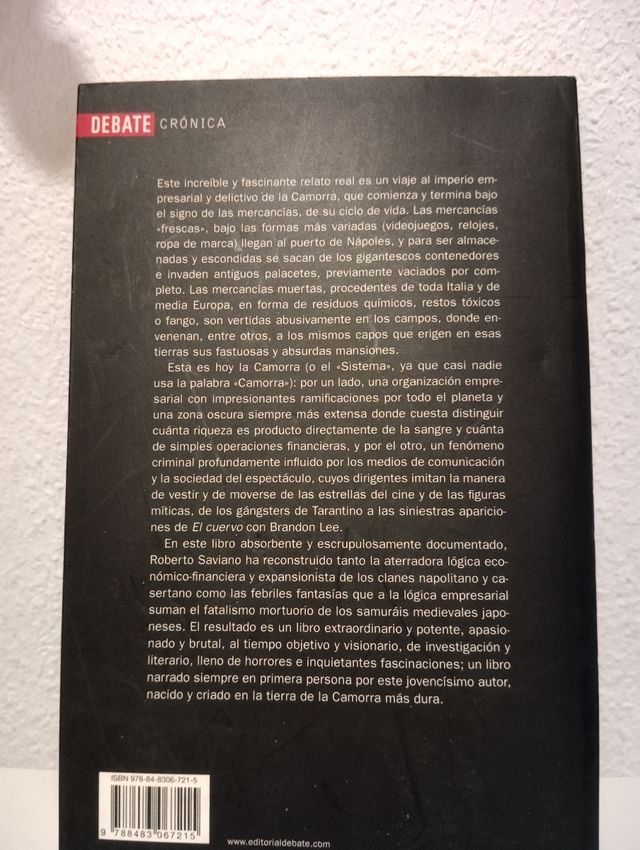 DEBATE CRÓNICA
Este increíble y fascinante relato real es un viaje al imperio em-
presarial y delictivo de la Camorra, que comienza y termina bajo
el signo de las mercancías, de su ciclo de vida. Las mercancías
«frescas», bajo las formas más variadas (videojuegos, relojes,
ropa de marca) llegan al puerto de Nápoles, y para ser almace-
nadas y escondidas se sacan de los gigantescos contenedores
e invaden antiguos palacetes, previamente vaciados por com-
pleto. Las mercancías muertas, procedentes de toda Italia y de
media Europa, en forma de residuos químicos, restos tóxicos
o fango, son vertidas abusivamente en los campos, donde en-
venenan, entre otros, a los mismos capos que erigen en esas
tierras sus fastuosas y absurdas mansiones.
Esta es hoy la Camorra (o el «Sistema», ya que casi nadie
usa la palabra «Camorra»): por un lado, una organización empre-
sarial con impresionantes ramificaciones por todo el planeta y
una zona oscura siempre más extensa donde cuesta distinguir
cuánta riqueza es producto directamente de la sangre y cuánta
de simples operaciones financieras, y por el otro, un fenómeno
criminal profundamente influido por los medios de comunicación
y la sociedad del espectáculo, cuyos dirigentes imitan la manera
de vestir y de moverse de las estrellas del cine y de las figuras
míticas, de los gángsters de Tarantino a las siniestras aparicio-
nes de El cuervo con Brandon Lee.
En este libro absorbente y escrupulosamente documentado,
Roberto Saviano ha reconstruido tanto la aterradora lógica eco-
nómico-financiera y expansionista de los clanes napolitano y ca-
sertano como las febriles fantasías que a la lógica empresarial
suman el fatalismo mortuorio de los samuráis medievales japo-
neses. El resultado es un libro extraordinario y potente, apasio-
nado y brutal, al tiempo objetivo y visionario, de investigación y
literario, lleno de horrores e inquietantes fascinaciones; un libro
narrado siempre en primera persona por este jovencísimo autor,
nacido y criado en la tierra de la Camorra más dura.
ISBN 978-84-8306-721-5
9 788483 067215
www.editorialdebate.com